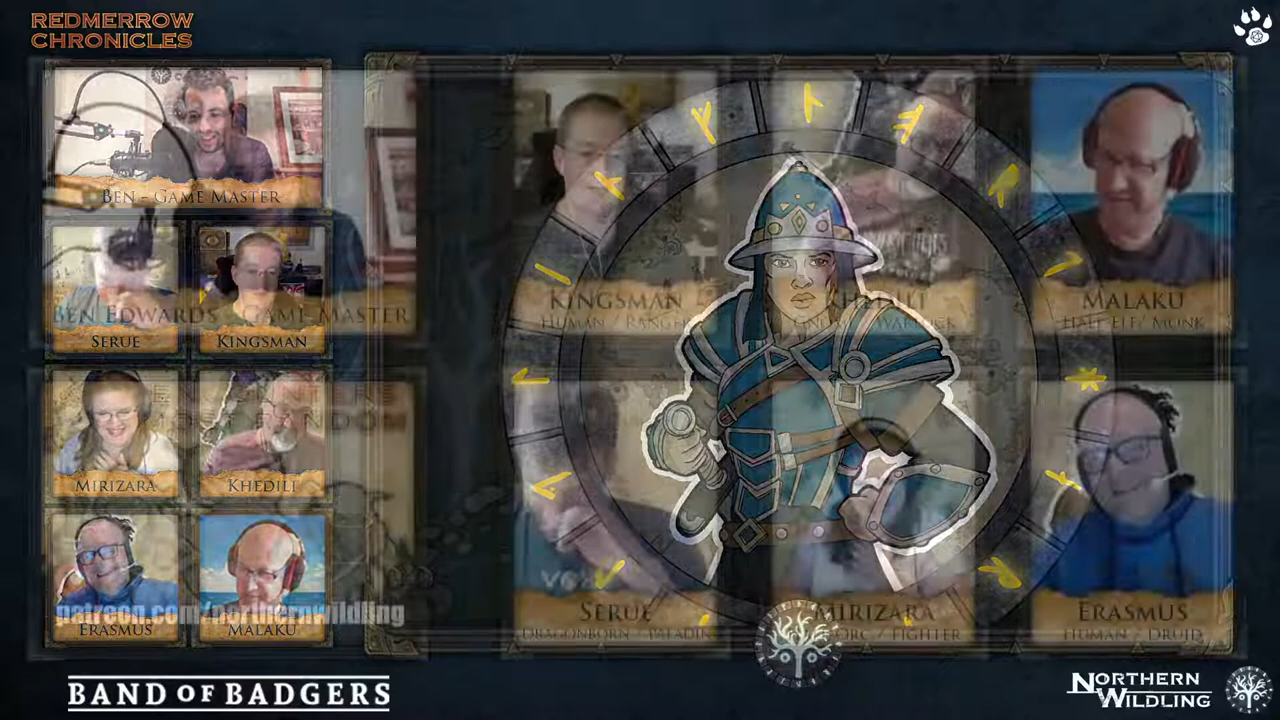 REDMERROW
CHRONICLES
BEN - GAME MASTER
BEN EDWARDS - GAME MASTER
SERUE
KINGSMAN
MIRIZARA
KHEDILI
ERASMUS
MALAKU
patreon.com/northernwildling
KINGSMAN
HUMAN / RANGER
KHEDILI
MALAKU
HALF-ELF / MONK
SERUE
DRAGONBORN / PALADIN
MIRIZARA
ORC / FIGHTER
ERASMUS
HUMAN / DRUID
BAND OF BADGERS
NORTHERN
WILDLING